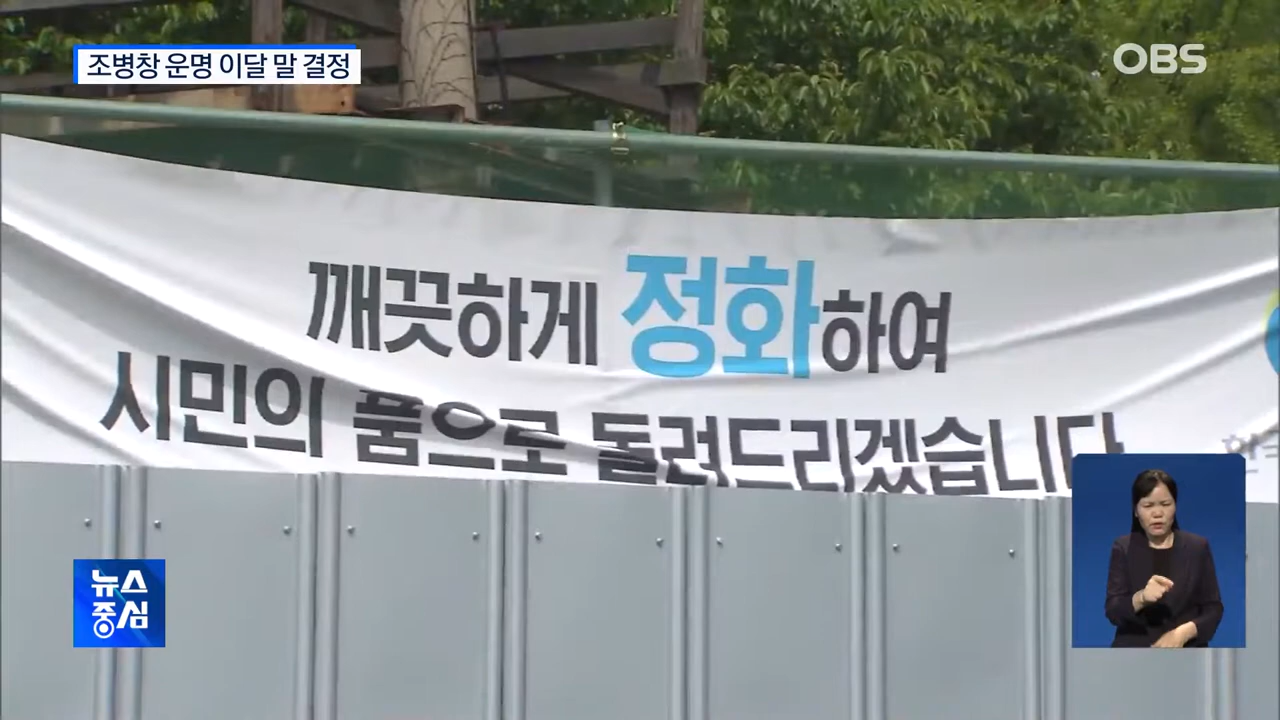 조병창 운명 이달 말 결정
OBS
깨끗하게 정화하여
시민의 품으로 돌려드리겠습니다
뉴스
중심